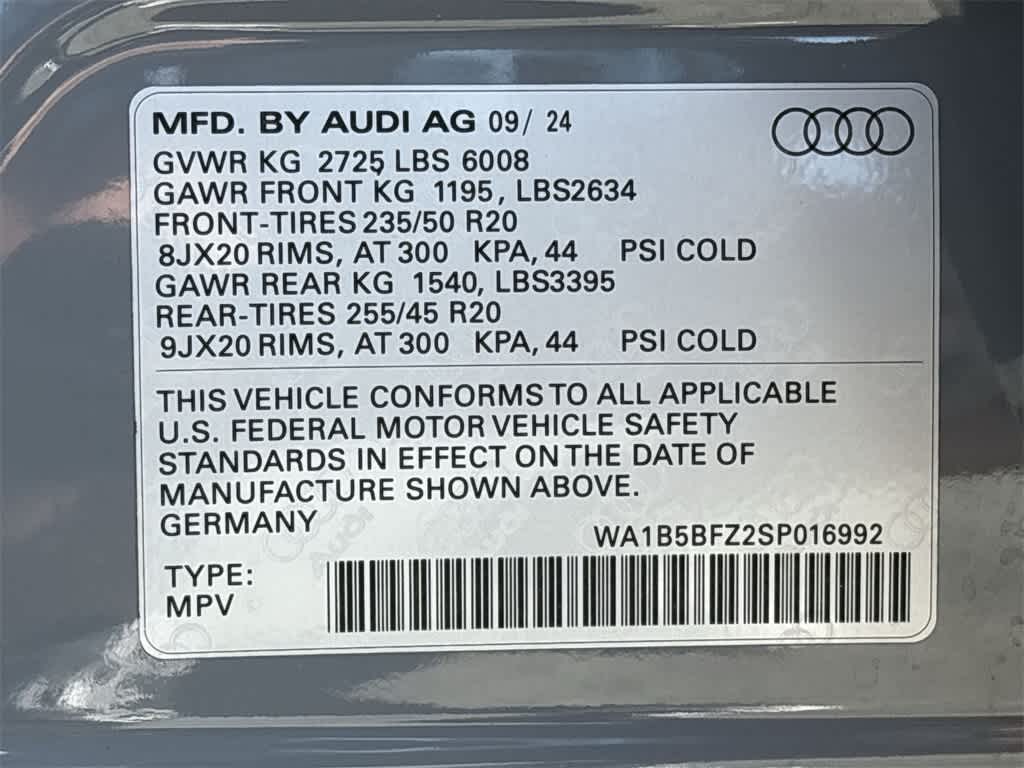 MFD. BY AUDI AG 09/ 24
GVWR KG 2725 LBS 6008
GAWR FRONT KG 1195, LBS2634
FRONT-TIRES 235/50 R20
8JX20 RIMS, AT 300 KPA, 44 PSI COLD
GAWR REAR KG 1540, LBS3395
REAR-TIRES 255/45 R20
9JX20 RIMS, AT 300 KPA, 44 PSI COLD
THIS VEHICLE CONFORMS TO ALL APPLICABLE
U.S. FEDERAL MOTOR VEHICLE SAFETY
STANDARDS IN EFFECT ON THE DATE OF
MANUFACTURE SHOWN ABOVE.
GERMANY
WA1B5BFZ2SP016992
TYPE:
MPV